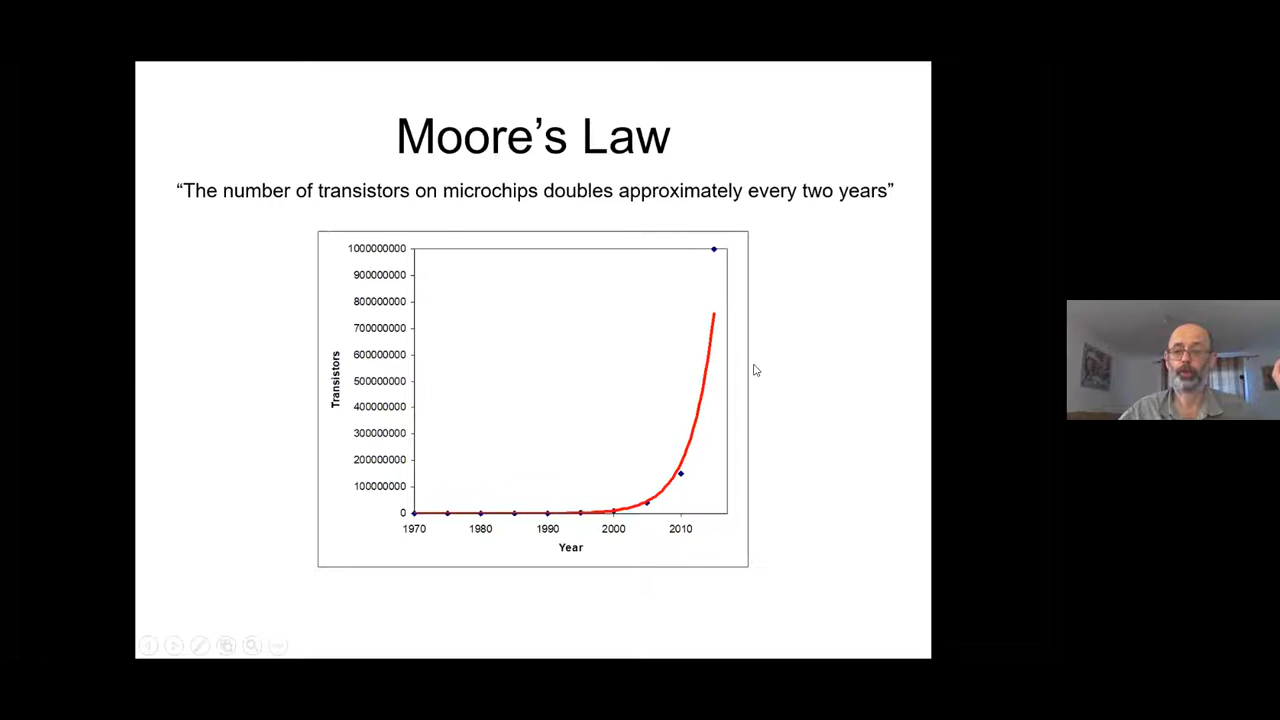 Moore’s Law
“The number of transistors on microchips doubles approximately every two years”
1000000000
900000000
800000000
700000000
600000000
500000000
400000000
300000000
200000000
100000000
0
Transistors
1970 1980 1990 2000 2010
Year